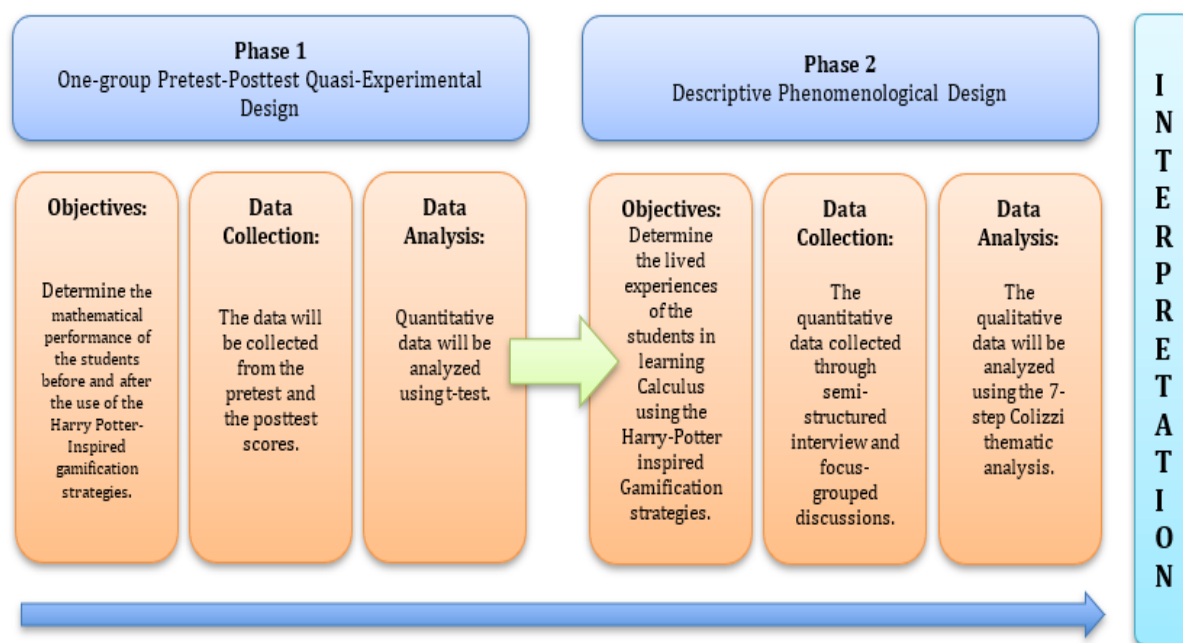 Phase 1
One-group Pretest-Posttest Quasi-Experimental
Design
Phase 2
Descriptive Phenomenological Design
Objectives:
Determine the
mathematical
performance of
the students
before and after
the use of the
Harry Potter-
Inspired
gamification
strategies.
Data
Collection:
The data will
be collected
from the
pretest and
the posttest
scores.
Data
Analysis:
Quantitative
data will be
analyzed
using t-test.
Objectives:
Determine
the lived
experiences
of the
students in
learning
Calculus
using the
Harry-Potter
inspired
Gamification
strategies.
Data
Collection:
The
quantitative
data collected
through
semi-
structured
interview and
focus-
grouped
discussions.
Data
Analysis:
The
qualitative
data will be
analyzed
using the 7-
step Colizzi
thematic
analysis.
I
N
T
E
R
P
R
E
T
A
T
I
O
N